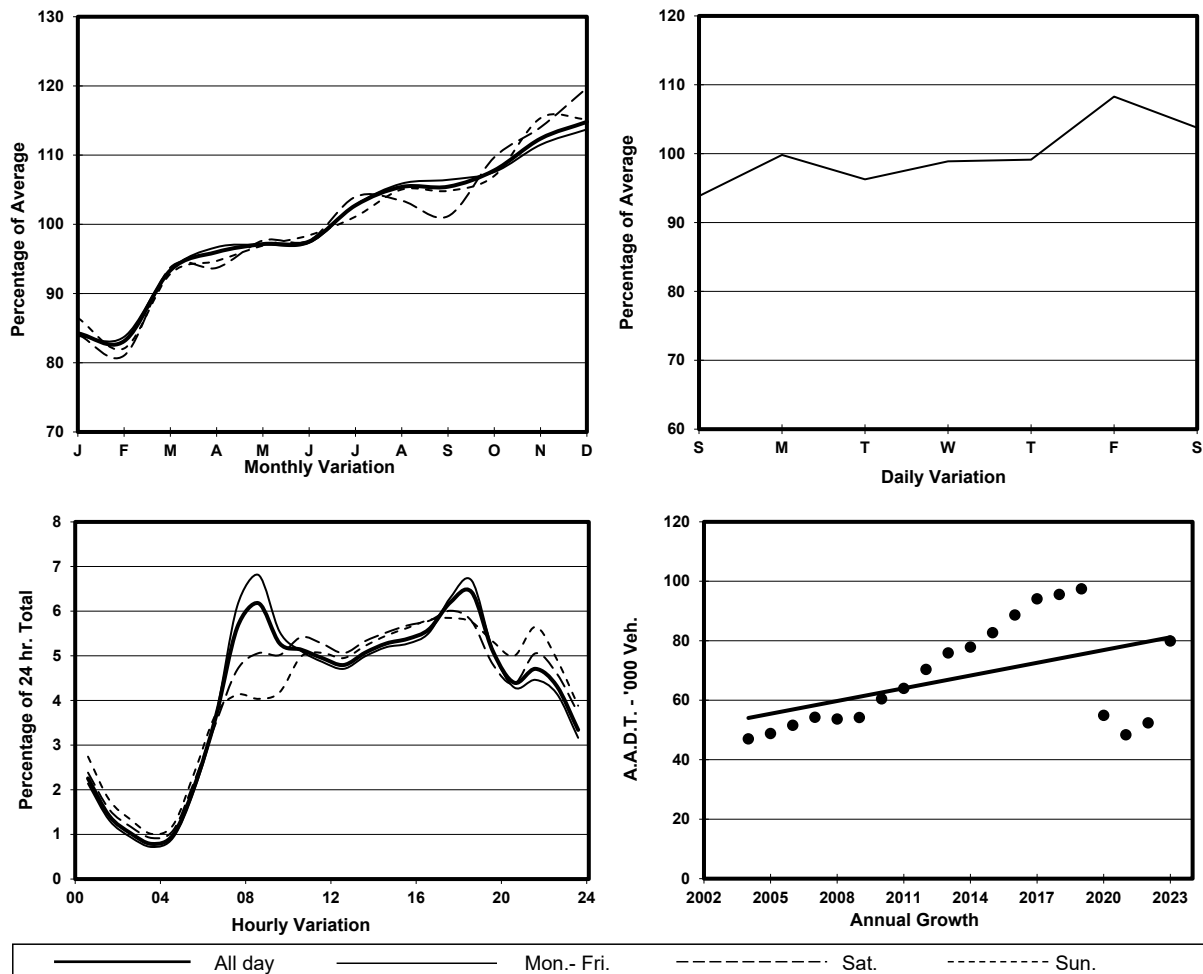 130
120
110
100
90
80
70
Percentage of Average
J F M A M J J A S O N D
Monthly Variation
120
110
100
90
80
70
60
Percentage of Average
S M T W T F S
Daily Variation
8
7
6
5
4
3
2
1
0
Percentage of 24 hr. Total
00 04 08 12 16 20 24
Hourly Variation
120
100
80
60
40
20
0
A.A.D.T. - '000 Veh.
2002 2005 2008 2011 2014 2017 2020 2023
Annual Growth
All day Mon.- Fri. Sat. Sun.